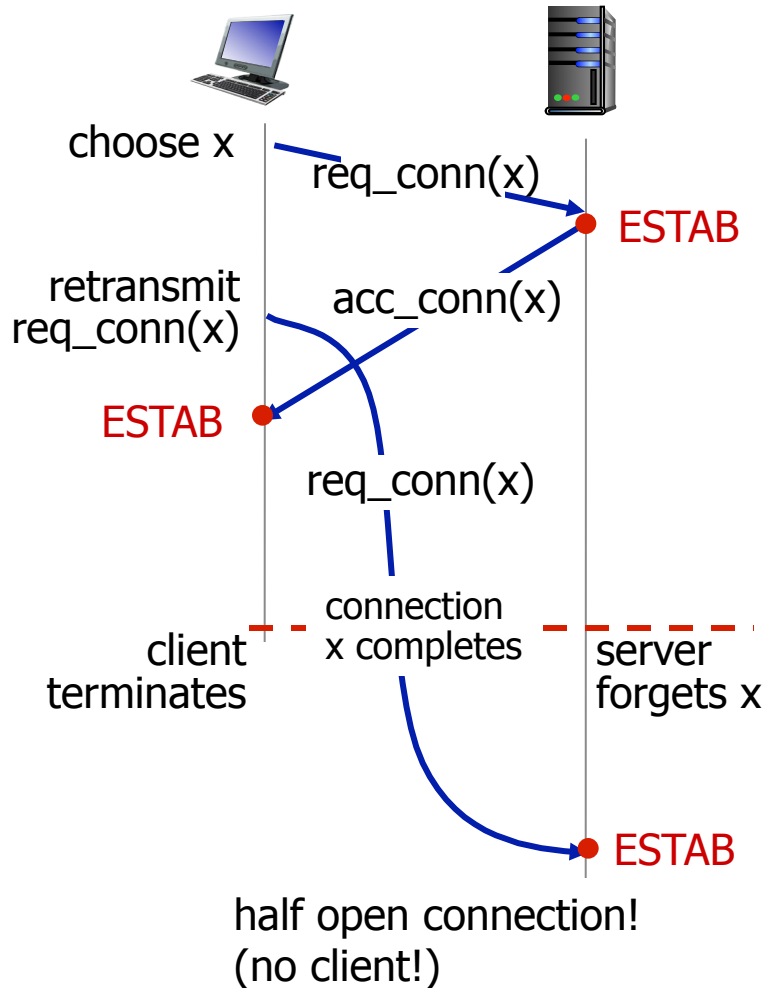 choose x
req_conn(x)
ESTAB
retransmit
req_conn(x)
acc_conn(x)
ESTAB
req_conn(x)
connection
x completes
client
terminates
server
forgets x
ESTAB
half open connection!
(no client!)